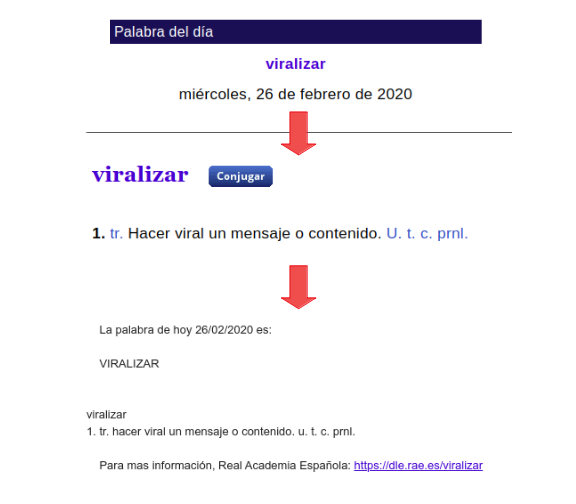 Palabra del día
viralizar
miércoles, 26 de febrero de 2020
viralizar Conjugar
1. tr. Hacer viral un mensaje o contenido. U. t. c. prnl.
La palabra de hoy 26/02/2020 es:
VIRALIZAR
viralizar
1. tr. hacer viral un mensaje o contenido. u. t. c. prnl.
Para mas información, Real Academia Española: https://dle.rae.es/viralizar